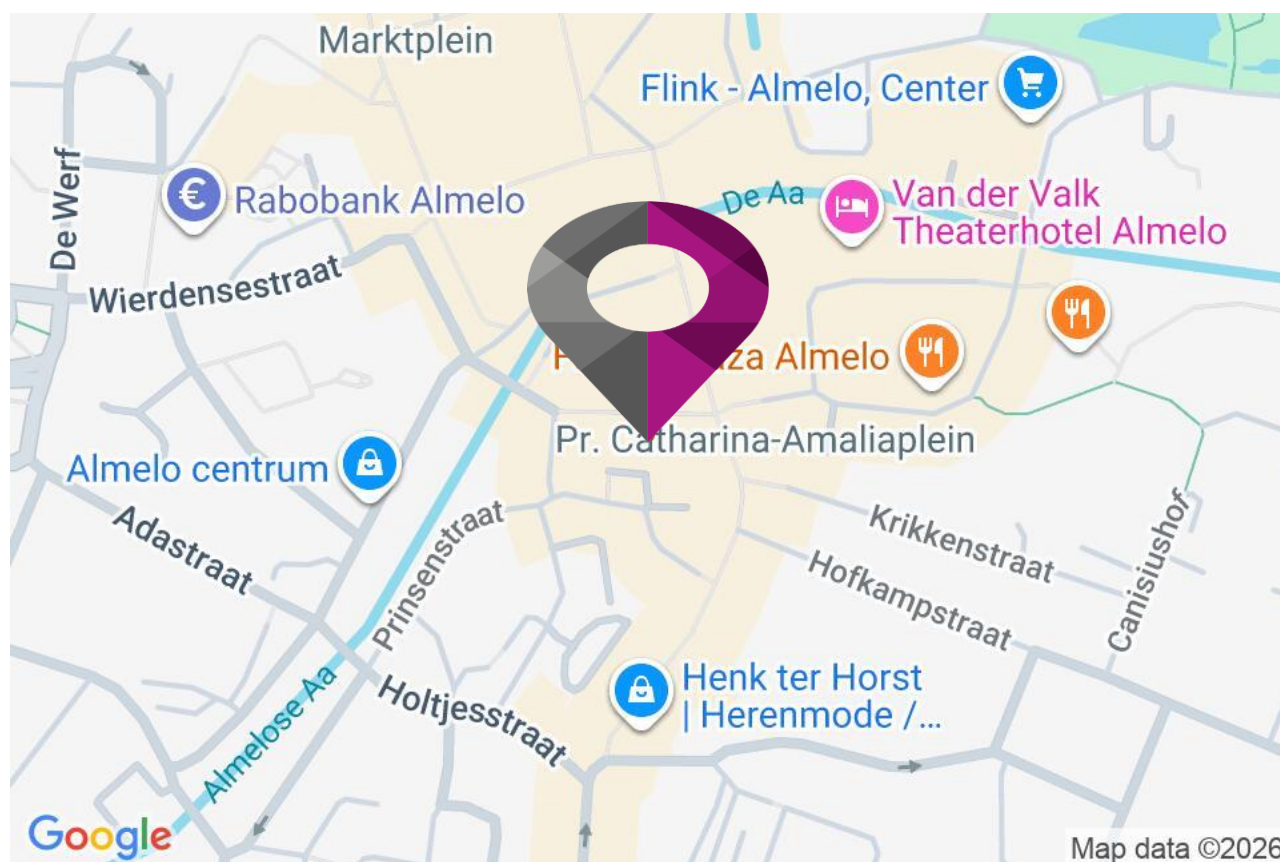 Marktplein
Flink - Almelo, Center
De Werf
Rabobank Almelo
De Aa
Van der Valk
Theaterhotel Almelo
Wierdensestraat
Almelo
Pr. Catharina-Amaliaplein
Almelo centrum
Adastraat
Prinsenstraat
Krikkenstraat
Hofkampstraat
Canisiushof
Henk ter Horst
| Herenmode /...
Holtjesstraat
Almelose Aa
Google
Map data ©2026